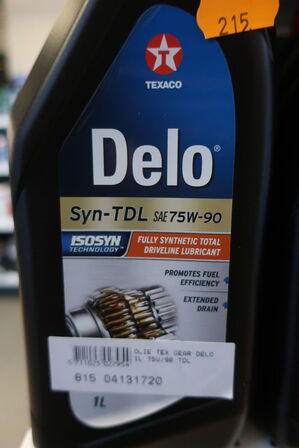 215
TEXACO
Delo®
Syn-TDL SAE 75W-90
ISOSYN
TECHNOLOGY™
FULLY SYNTHETIC TOTAL
DRIVELINE LUBRICANT
PROMOTES FUEL
EFFICIENCY
EXTENDED
DRAIN
OLIE TEX GEAR DELO
1L 75W/90 TDL
815 04131720
1L